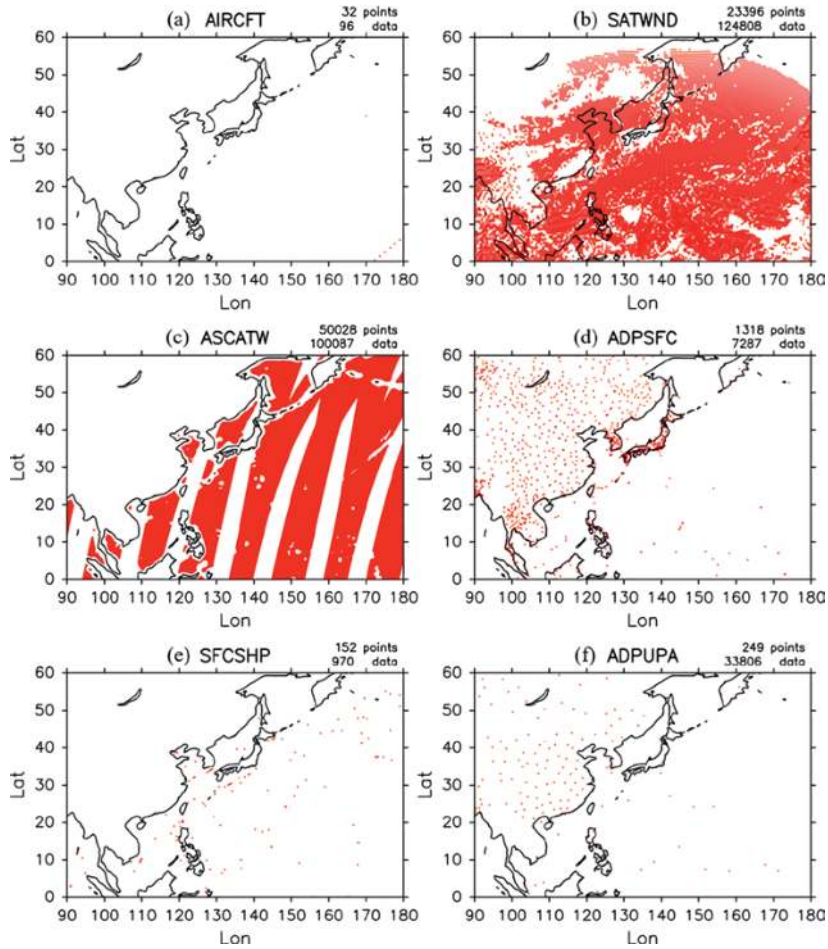 (a) AIRCFT
32 points
96 data
60
50
40
30
20
10
0
Lat
90 100 110 120 130 140 150 160 170 180
Lon
(b) SATWND
23396 points
124808 data
60
50
40
30
20
10
0
Lat
90 100 110 120 130 140 150 160 170 180
Lon
(c) ASCATW
50028 points
100087 data
60
50
40
30
20
10
0
Lat
90 100 110 120 130 140 150 160 170 180
Lon
(d) ADPSFC
1318 points
7287 data
60
50
40
30
20
10
0
Lat
90 100 110 120 130 140 150 160 170 180
Lon
(e) SFCSHP
152 points
970 data
60
50
40
30
20
10
0
Lat
90 100 110 120 130 140 150 160 170 180
Lon
(f) ADPUPA
249 points
33806 data
60
50
40
30
20
10
0
Lat
90 100 110 120 130 140 150 160 170 180
Lon